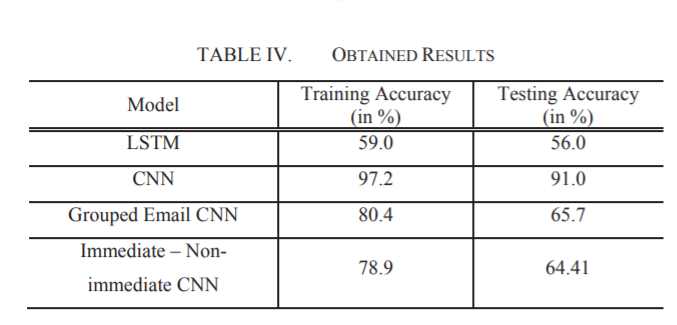 TABLE IV. OBTAINED RESULTS
Model Training Accuracy (in %) Testing Accuracy (in %)
LSTM 59.0 56.0
CNN 97.2 91.0
Grouped Email CNN 80.4 65.7
Immediate – Non-immediate CNN 78.9 64.41